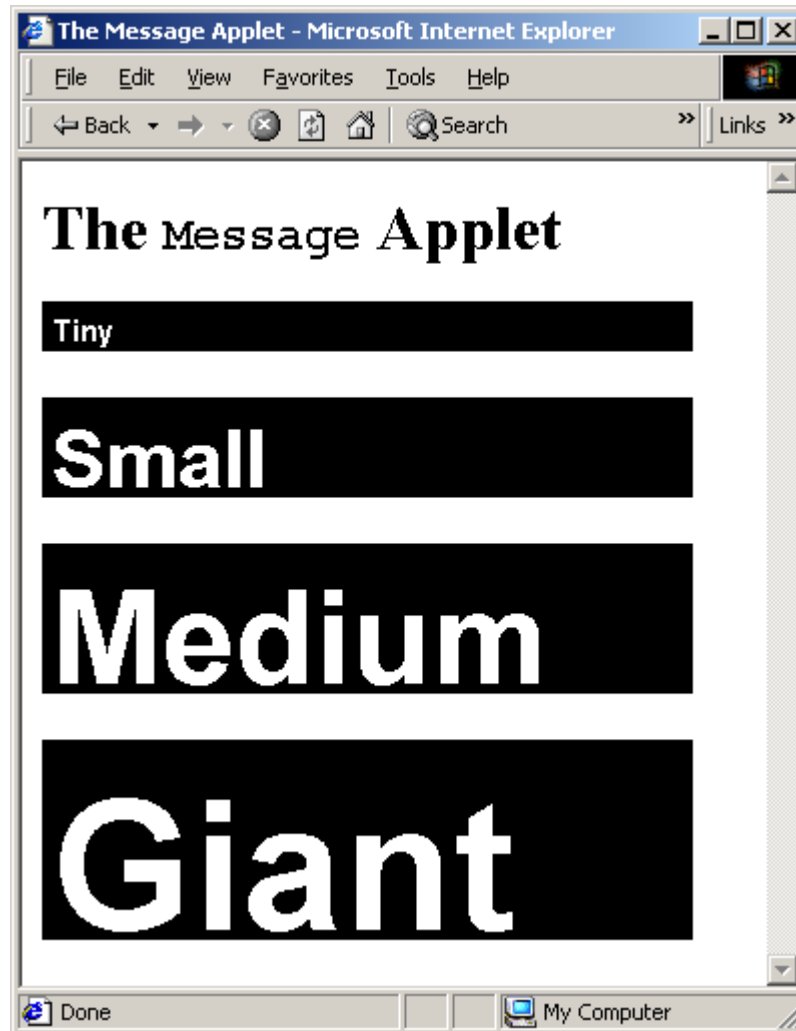 The Message Applet - Microsoft Internet Explorer
File Edit View Favorites Tools Help
Back Search » Links »
The Message Applet
Tiny
Small
Medium
Giant
Done My Computer